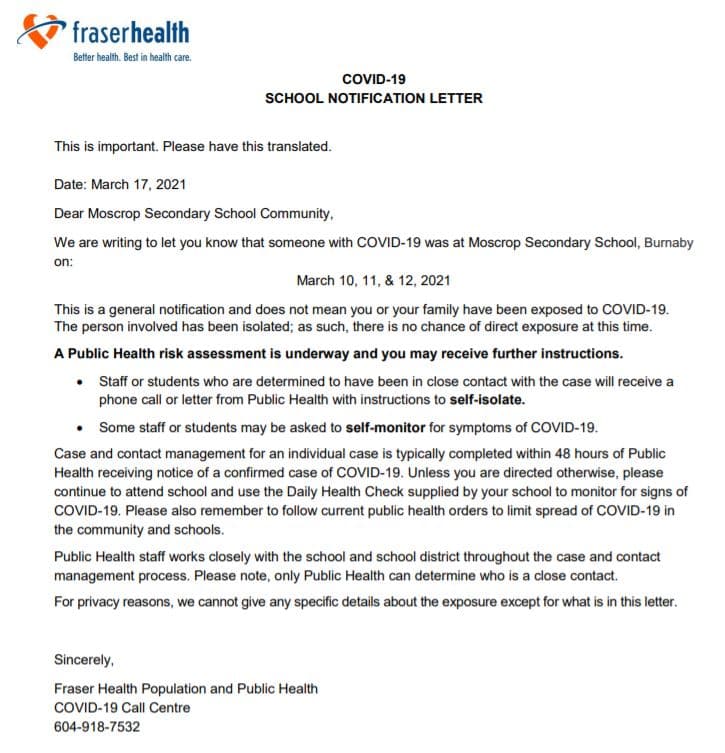 fraserhealth
Better health. Best in health care.
COVID-19
SCHOOL NOTIFICATION LETTER
This is important. Please have this translated.
Date: March 17, 2021
Dear Moscrop Secondary School Community,
We are writing to let you know that someone with COVID-19 was at Moscrop Secondary School, Burnaby
on:
March 10, 11, & 12, 2021
This is a general notification and does not mean you or your family have been exposed to COVID-19.
The person involved has been isolated; as such, there is no chance of direct exposure at this time.
A Public Health risk assessment is underway and you may receive further instructions.
• Staff or students who are determined to have been in close contact with the case will receive a
phone call or letter from Public Health with instructions to self-isolate.
• Some staff or students may be asked to self-monitor for symptoms of COVID-19.
Case and contact management for an individual case is typically completed within 48 hours of Public
Health receiving notice of a confirmed case of COVID-19. Unless you are directed otherwise, please
continue to attend school and use the Daily Health Check supplied by your school to monitor for signs of
COVID-19. Please also remember to follow current public health orders to limit spread of COVID-19 in
the community and schools.
Public Health staff works closely with the school and school district throughout the case and contact
management process. Please note, only Public Health can determine who is a close contact.
For privacy reasons, we cannot give any specific details about the exposure except for what is in this letter.
Sincerely,
Fraser Health Population and Public Health
COVID-19 Call Centre
604-918-7532